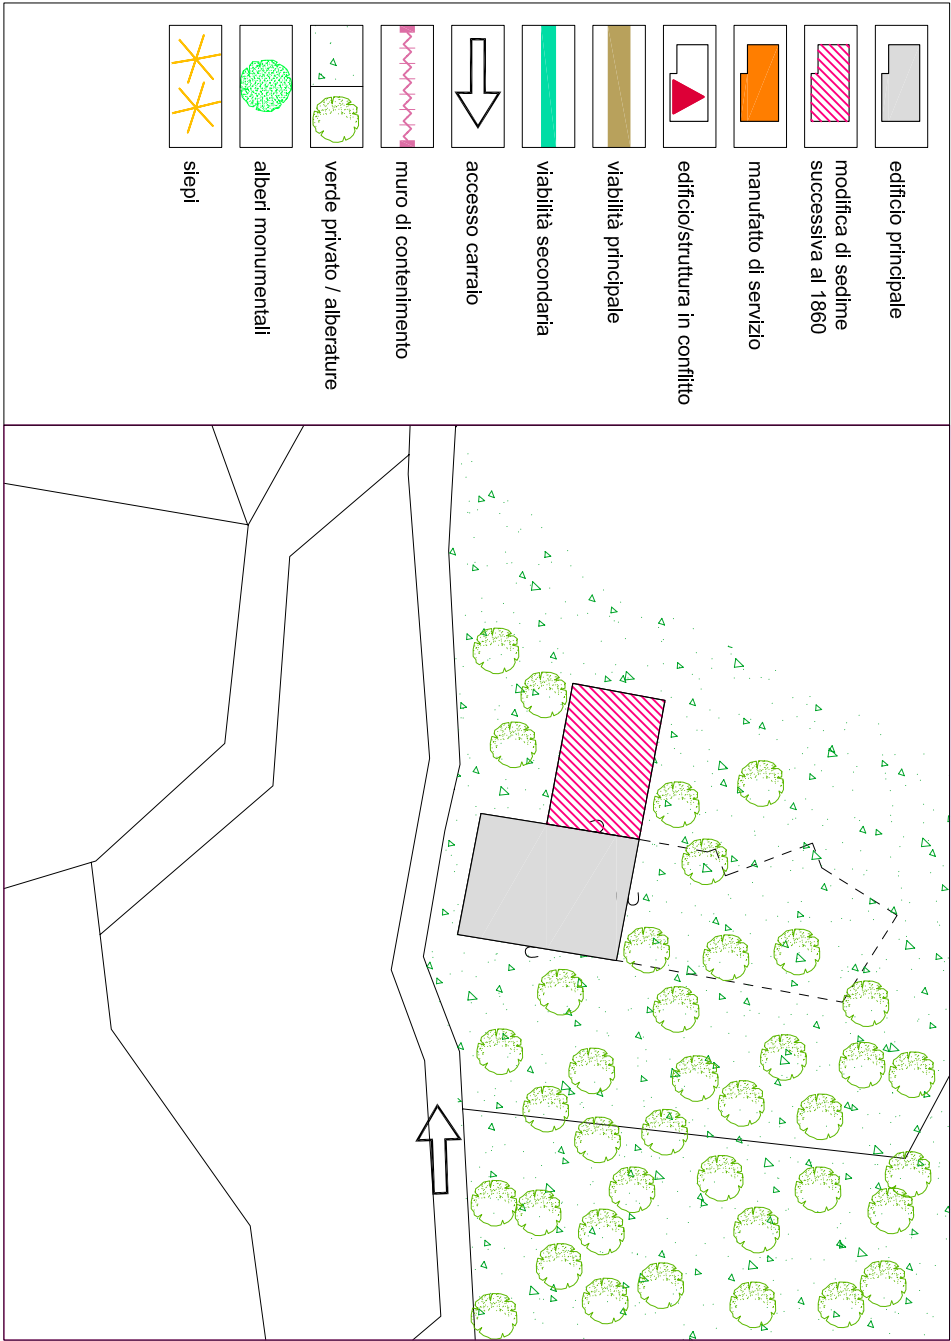 edificio principale
modifica di sedime
successiva al 1860
manufatto di servizio
edificio/struttura in conflitto
viabilità principale
viabilità secondaria
accesso carraio
muro di contenimento
verde privato / alberature
alberi monumentali
siepi